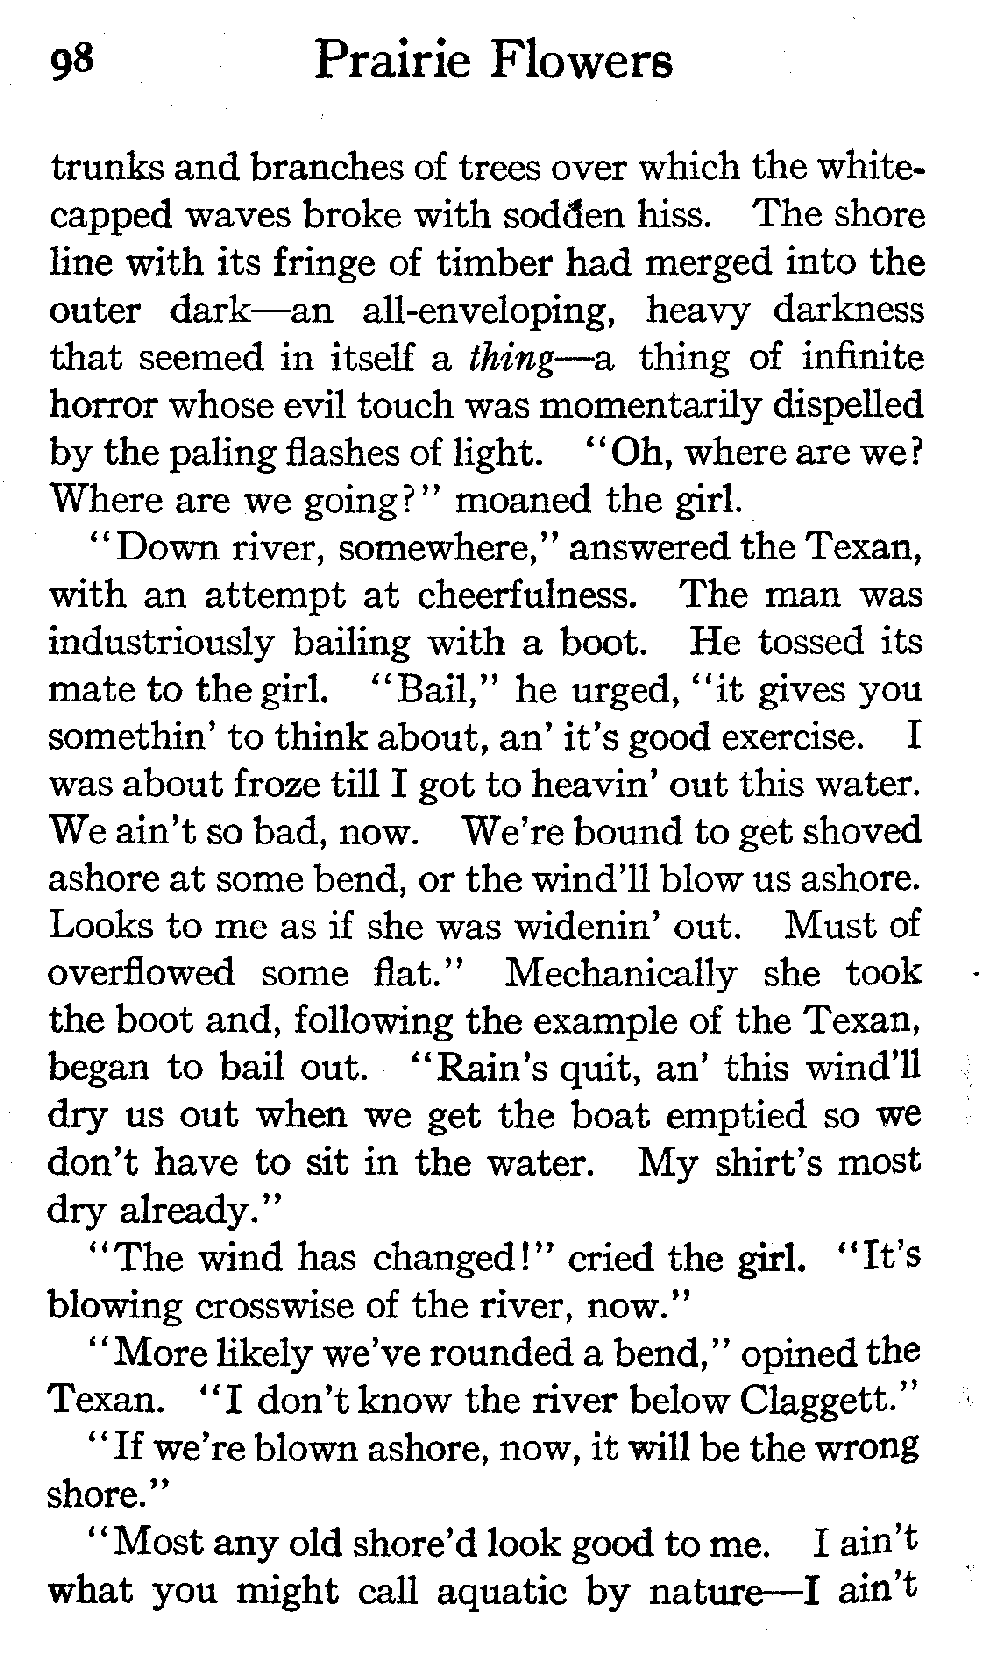 98 Prairie Flowers
trunks and branches of trees over which the white-
capped waves broke with sodden hiss. The shore
line with its fringe of timber had merged into the
outer dark—an all-enveloping, heavy darkness
that seemed in itself a thing—a thing of infinite
horror whose evil touch was momentarily dispelled
by the paling flashes of light. "Oh, where are we?
Where are we going?" moaned the girl.
"Down river, somewhere," answered the Texan,
with an attempt at cheerfulness. The man was
industriously bailing with a boot. He tossed its
mate to the girl. "Bail," he urged, "it gives you
somethin' to think about, an' it's good exercise. I
was about froze till I got to heavin' out this water.
We ain't so bad, now. We're bound to get shoved
ashore at some bend, or the wind'll blow us ashore.
Looks to me as if she was widenin' out. Must of
overflowed some flat." Mechanically she took
the boot and, following the example of the Texan,
began to bail out. "Rain's quit, an' this wind'll
dry us out when we get the boat emptied so we
don't have to sit in the water. My shirt's most
dry already."
"The wind has changed!" cried the girl. "It's
blowing crosswise of the river, now."
"More likely we've rounded a bend," opined the
Texan. "I don't know the river below Claggett."
"If we're blown ashore, now, it will be the wrong
shore."
"Most any old shore'd look good to me. I ain't
what you might call aquatic by nature—I ain't